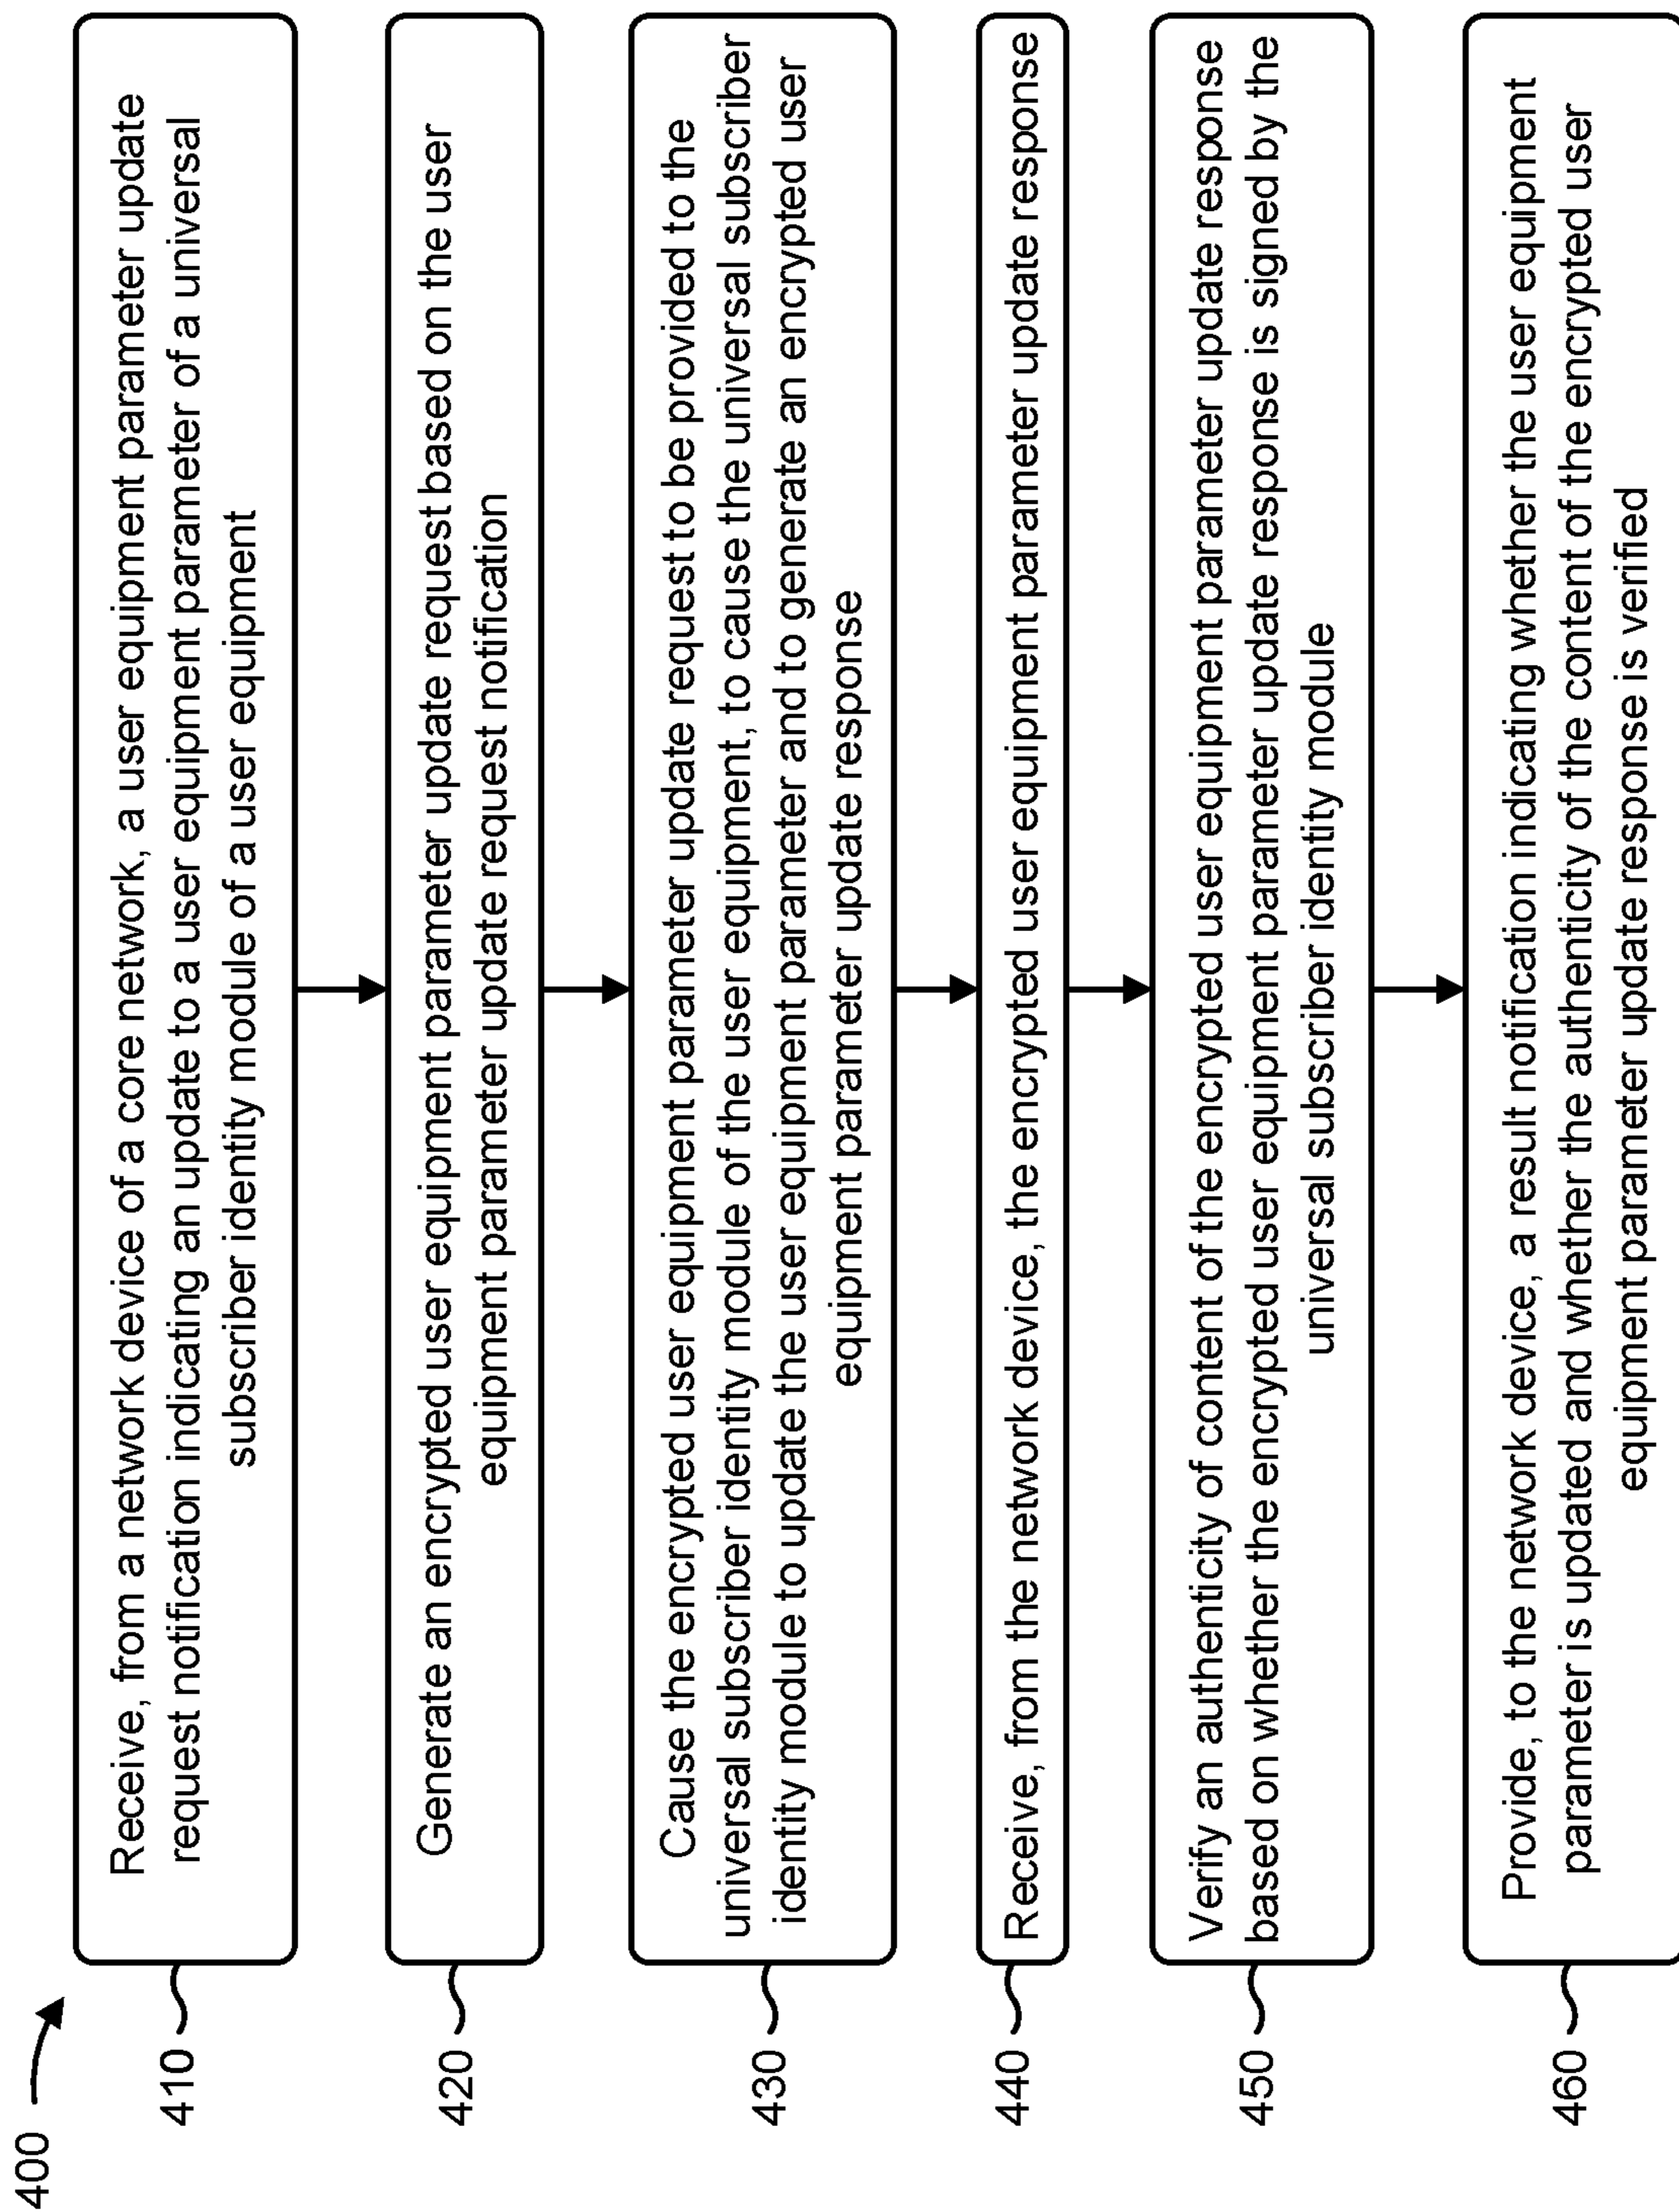 400
410
Receive, from a network device of a core network, a user equipment parameter update
request notification indicating an update to a user equipment parameter of a universal
subscriber identity module of a user equipment
420
Generate an encrypted user equipment parameter update request based on the user
equipment parameter update request notification
430
Cause the encrypted user equipment parameter update request to be provided to the
universal subscriber identity module of the user equipment, to cause the universal subscriber
identity module to update the user equipment parameter and to generate an encrypted user
equipment parameter update response
440
Receive, from the network device, the encrypted user equipment parameter update response
450
Verify an authenticity of content of the encrypted user equipment parameter update response
based on whether the encrypted user equipment parameter update response is signed by the
universal subscriber identity module
460
Provide, to the network device, a result notification indicating whether the user equipment
parameter is updated and whether the authenticity of the content of the encrypted user
equipment parameter update response is verified